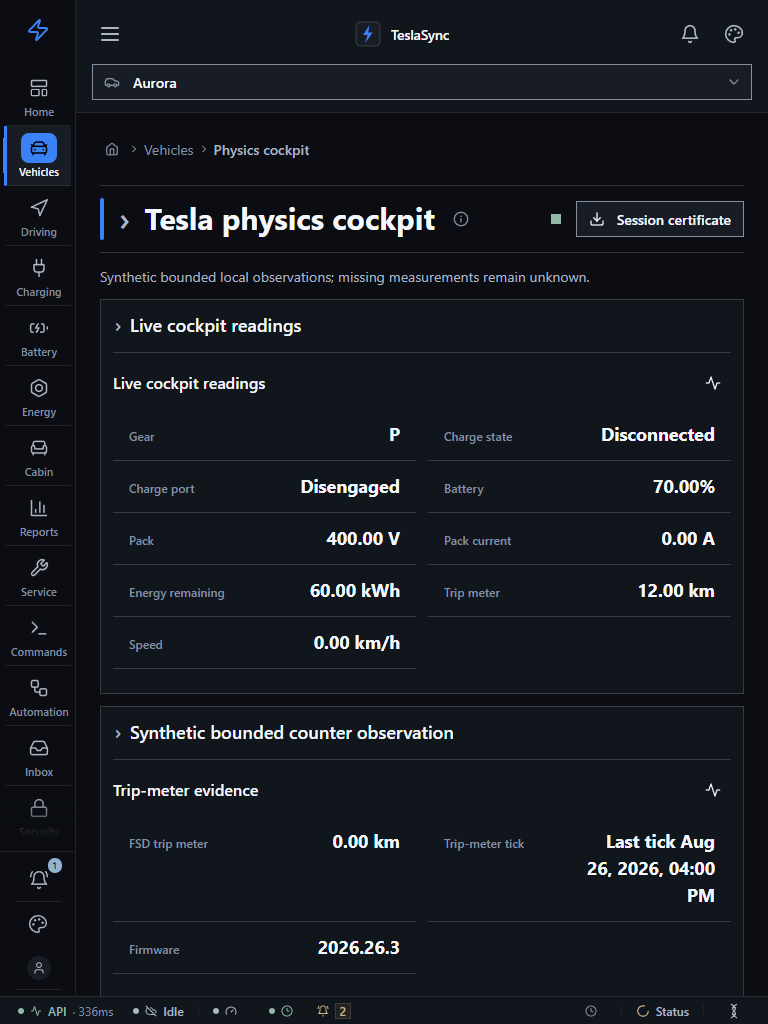 TeslaSync
Aurora
Home
Vehicles
Driving
Charging
Battery
Energy
Cabin
Reports
Service
Commands
Automation
Inbox
Security
1
Vehicles
Physics cockpit
Tesla physics cockpit
Session certificate
Synthetic bounded local observations; missing measurements remain unknown.
Live cockpit readings
Live cockpit readings
Gear P
Charge state Disconnected
Charge port Disengaged
Battery 70.00%
Pack 400.00 V
Pack current 0.00 A
Energy remaining 60.00 kWh
Trip meter 12.00 km
Speed 0.00 km/h
Synthetic bounded counter observation
Trip-meter evidence
FSD trip meter 0.00 km
Trip-meter tick Last tick Aug
26, 2026, 04:00
PM
Firmware 2026.26.3
API · 336ms
Idle
2
Status